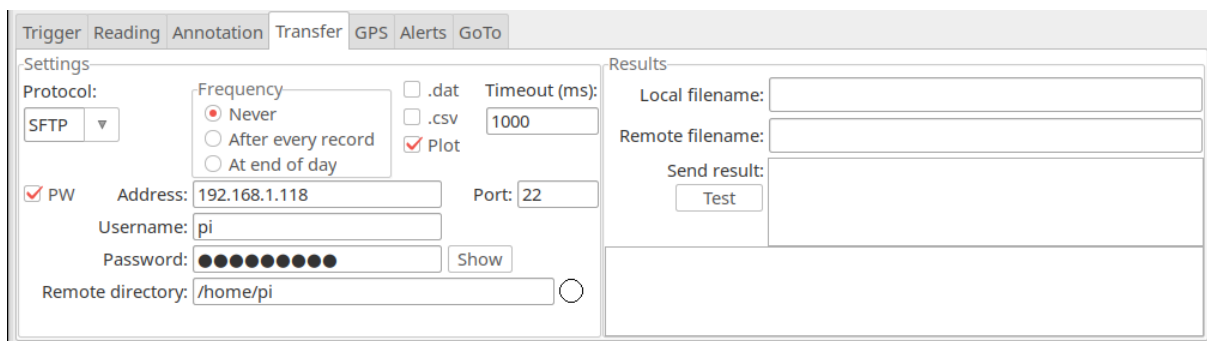 Trigger Reading Annotation Transfer GPS Alerts GoTo
Settings
Protocol:
SFTP
Frequency
Never
After every record
At end of day
.dat
.csv
Plot
Timeout (ms):
1000
PW
Address: 192.168.1.118
Port: 22
Username: pi
Password: ●●●●●●●●●
Show
Remote directory: /home/pi
Results
Local filename:
Remote filename:
Send result:
Test